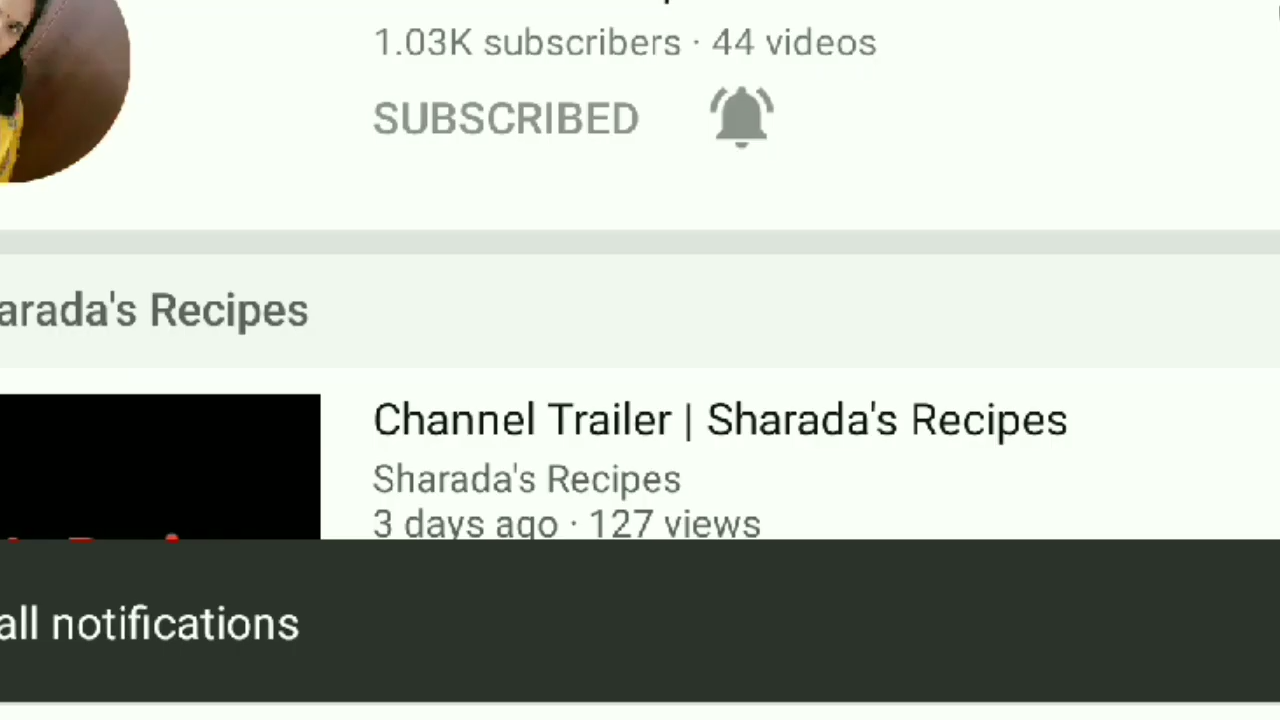 1.03K subscribers · 44 videos
SUBSCRIBED
arada's Recipes
Channel Trailer | Sharada's Recipes
Sharada's Recipes
3 days ago · 127 views
all notifications